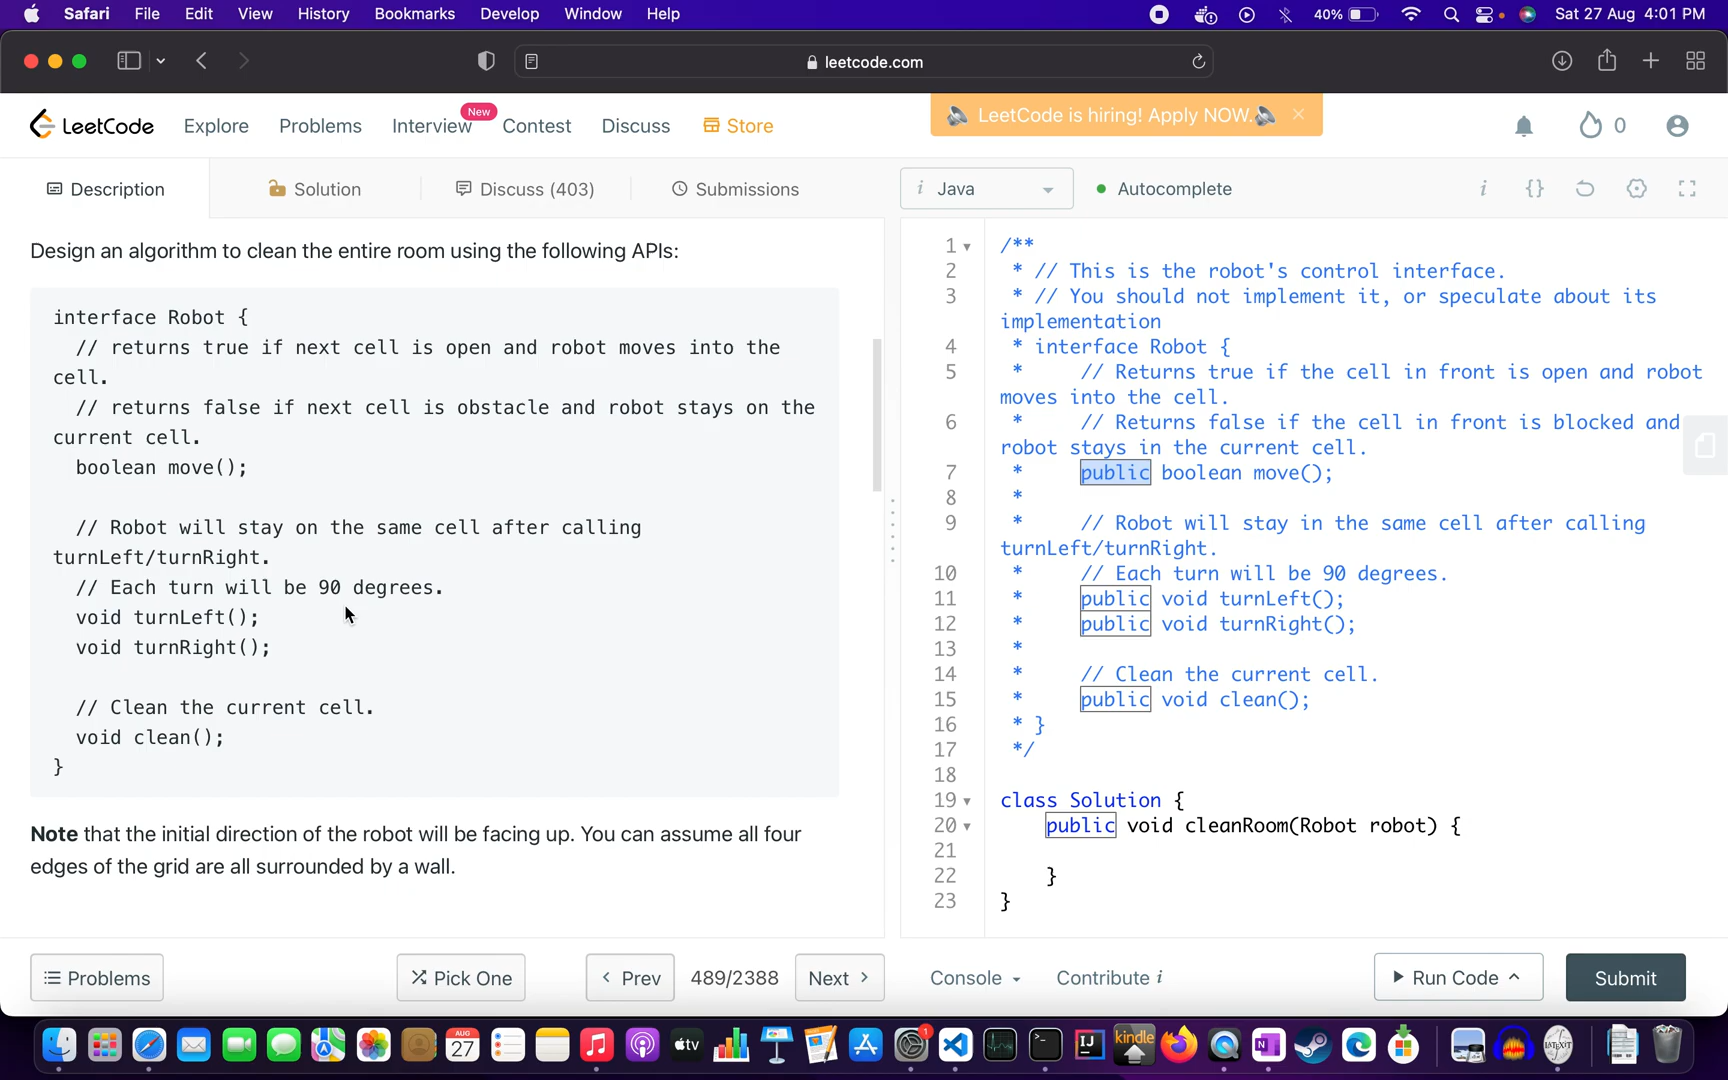 Safari File Edit View History Bookmarks Develop Window Help 40% Sat 27 Aug 4:01 PM
leetcode.com
LeetCode Explore Problems Interview New Contest Discuss Store LeetCode is hiring! Apply NOW. 0
Description Solution Discuss (403) Submissions
Design an algorithm to clean the entire room using the following APIs:
interface Robot {
// returns true if next cell is open and robot moves into the
cell.
// returns false if next cell is obstacle and robot stays on the
current cell.
boolean move();
// Robot will stay on the same cell after calling
turnLeft/turnRight.
// Each turn will be 90 degrees.
void turnLeft();
void turnRight();
// Clean the current cell.
void clean();
}
Note that the initial direction of the robot will be facing up. You can assume all four
edges of the grid are all surrounded by a wall.
Problems Pick One Prev 489/2388 Next
i Java Autocomplete i {}
1 /**
2 * // This is the robot's control interface.
3 * // You should not implement it, or speculate about its
implementation
4 * interface Robot {
5 * // Returns true if the cell in front is open and robot
moves into the cell.
6 * // Returns false if the cell in front is blocked and
robot stays in the current cell.
7 * public boolean move();
8 *
9 * // Robot will stay in the same cell after calling
turnLeft/turnRight.
10 * // Each turn will be 90 degrees.
11 * public void turnLeft();
12 * public void turnRight();
13 *
14 * // Clean the current cell.
15 * public void clean();
16 * }
17 */
18
19 class Solution {
20 public void cleanRoom(Robot robot) {
21
22 }
23 }
Console Contribute i Run Code Submit
AUG
27
tv
1
IJ
kindle
N
LATEXIT